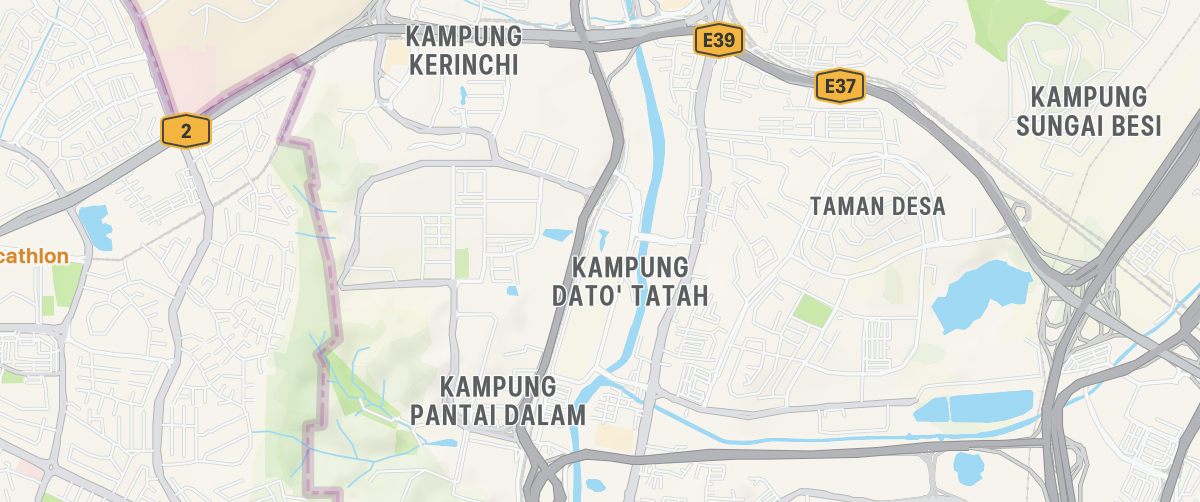 KAMPUNG
KERINCHI
E39
E37
KAMPUNG
SUNGAI BESI
2
TAMAN DESA
cathlon
KAMPUNG
DATO' TATAH
KAMPUNG
PANTAI DALAM